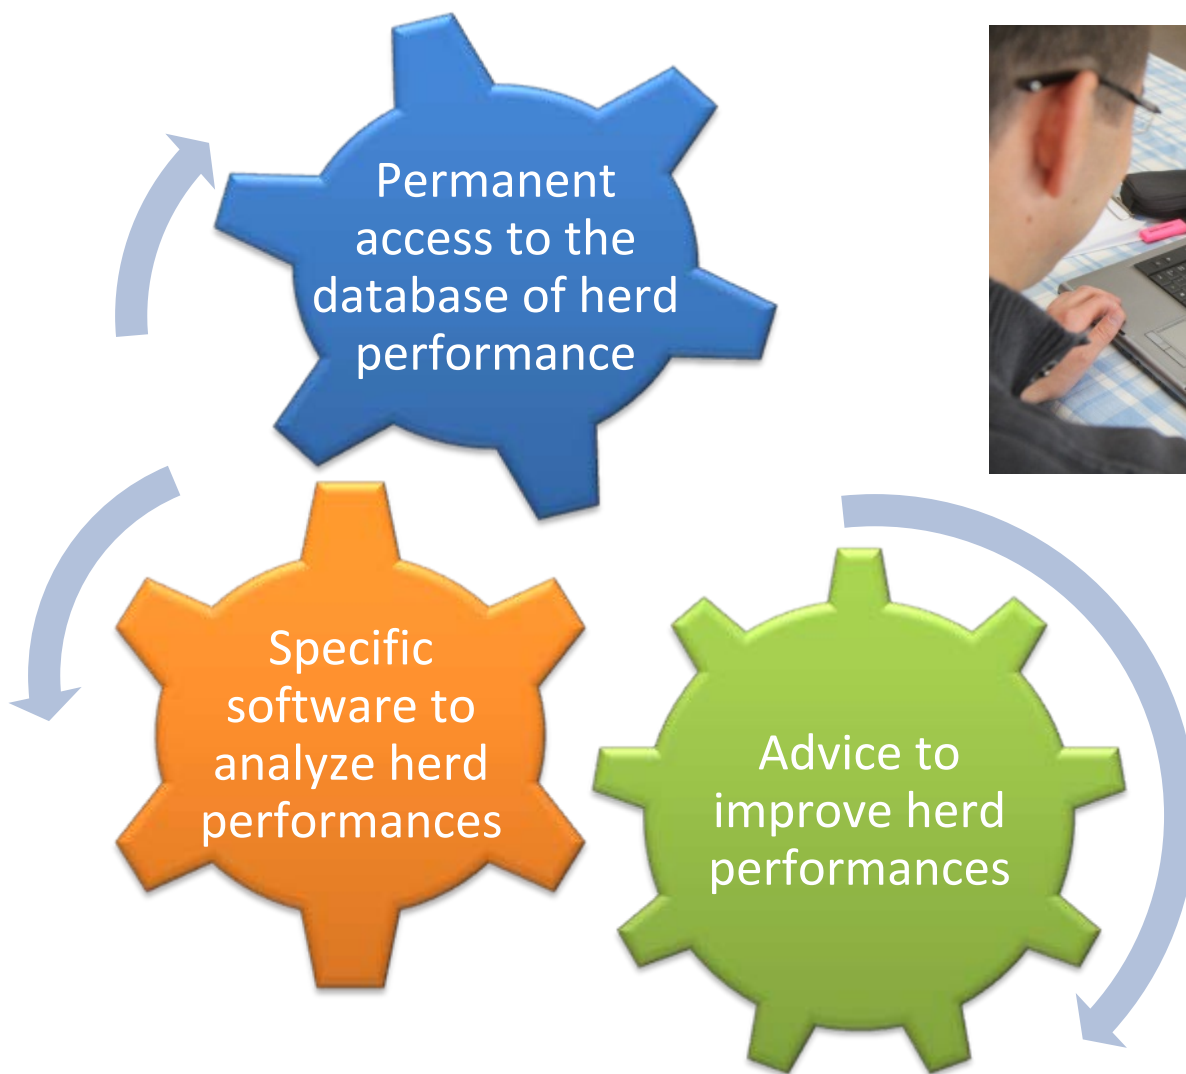 Permanent
access to the
database of herd
performance
Specific
software to
analyze herd
performances
Advice to
improve herd
performances